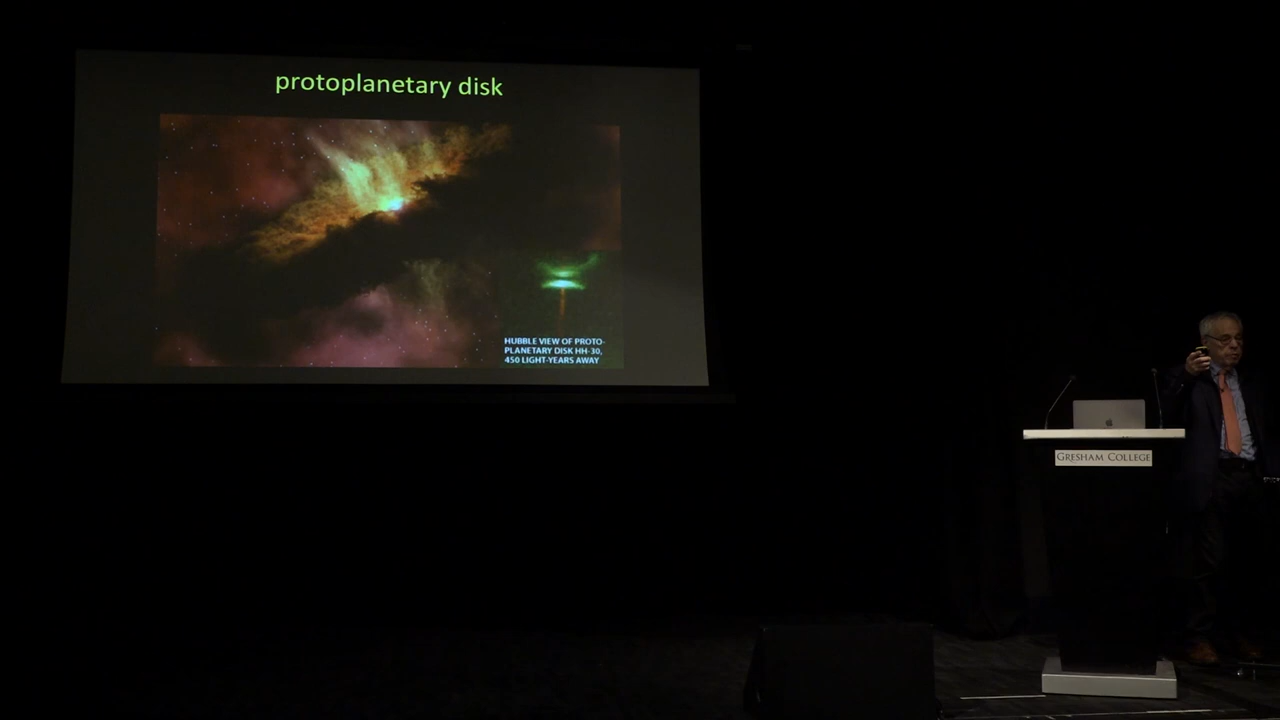 protoplanetary disk
HUBBLE VIEW OF PROTO-
PLANETARY DISK HH-30,
450 LIGHT-YEARS AWAY
GRESHAM COLLEGE